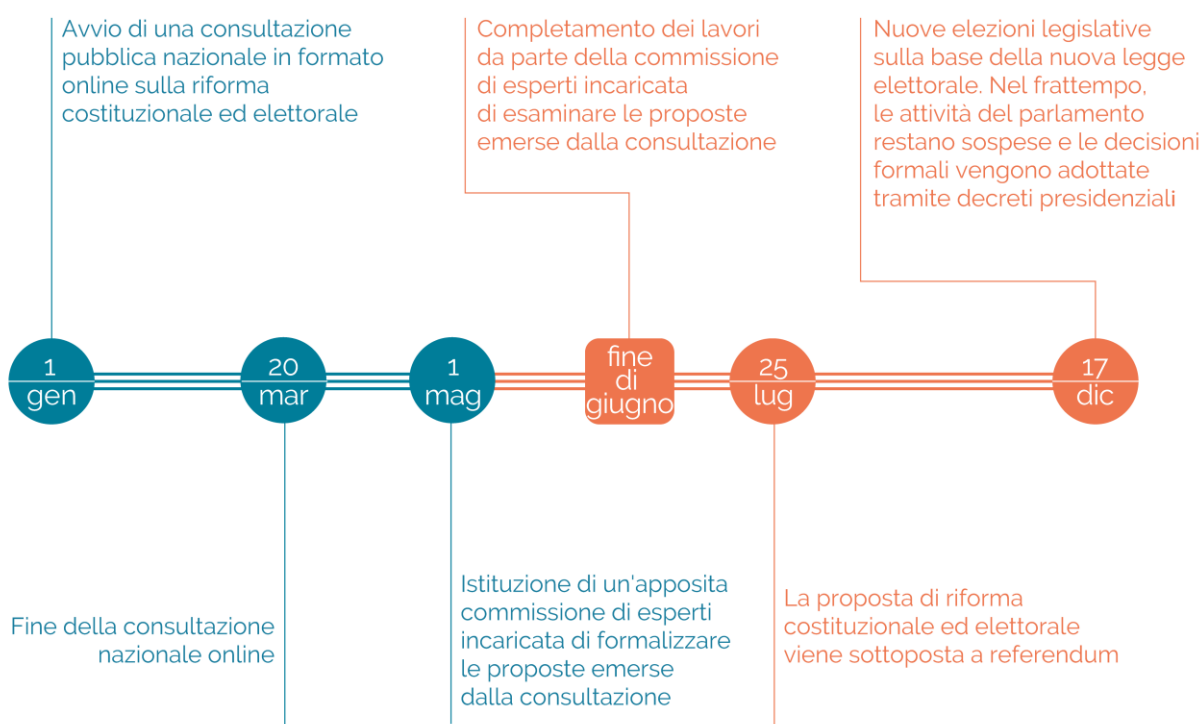 Avvio di una consultazione
pubblica nazionale in formato
online sulla riforma
costituzionale ed elettorale
Completamento dei lavori
da parte della commissione
di esperti incaricata
di esaminare le proposte
emerse dalla consultazione
Nuove elezioni legislative
sulla base della nuova legge
elettorale. Nel frattempo,
le attività del parlamento
restano sospese e le decisioni
formali vengono adottate
tramite decreti presidenziali
1
gen
20
mar
1
mag
fine
di
giugno
25
lug
17
dic
Fine della consultazione
nazionale online
Istituzione di un'apposita
commissione di esperti
incaricata di formalizzare
le proposte emerse
dalla consultazione
La proposta di riforma
costituzionale ed elettorale
viene sottoposta a referendum